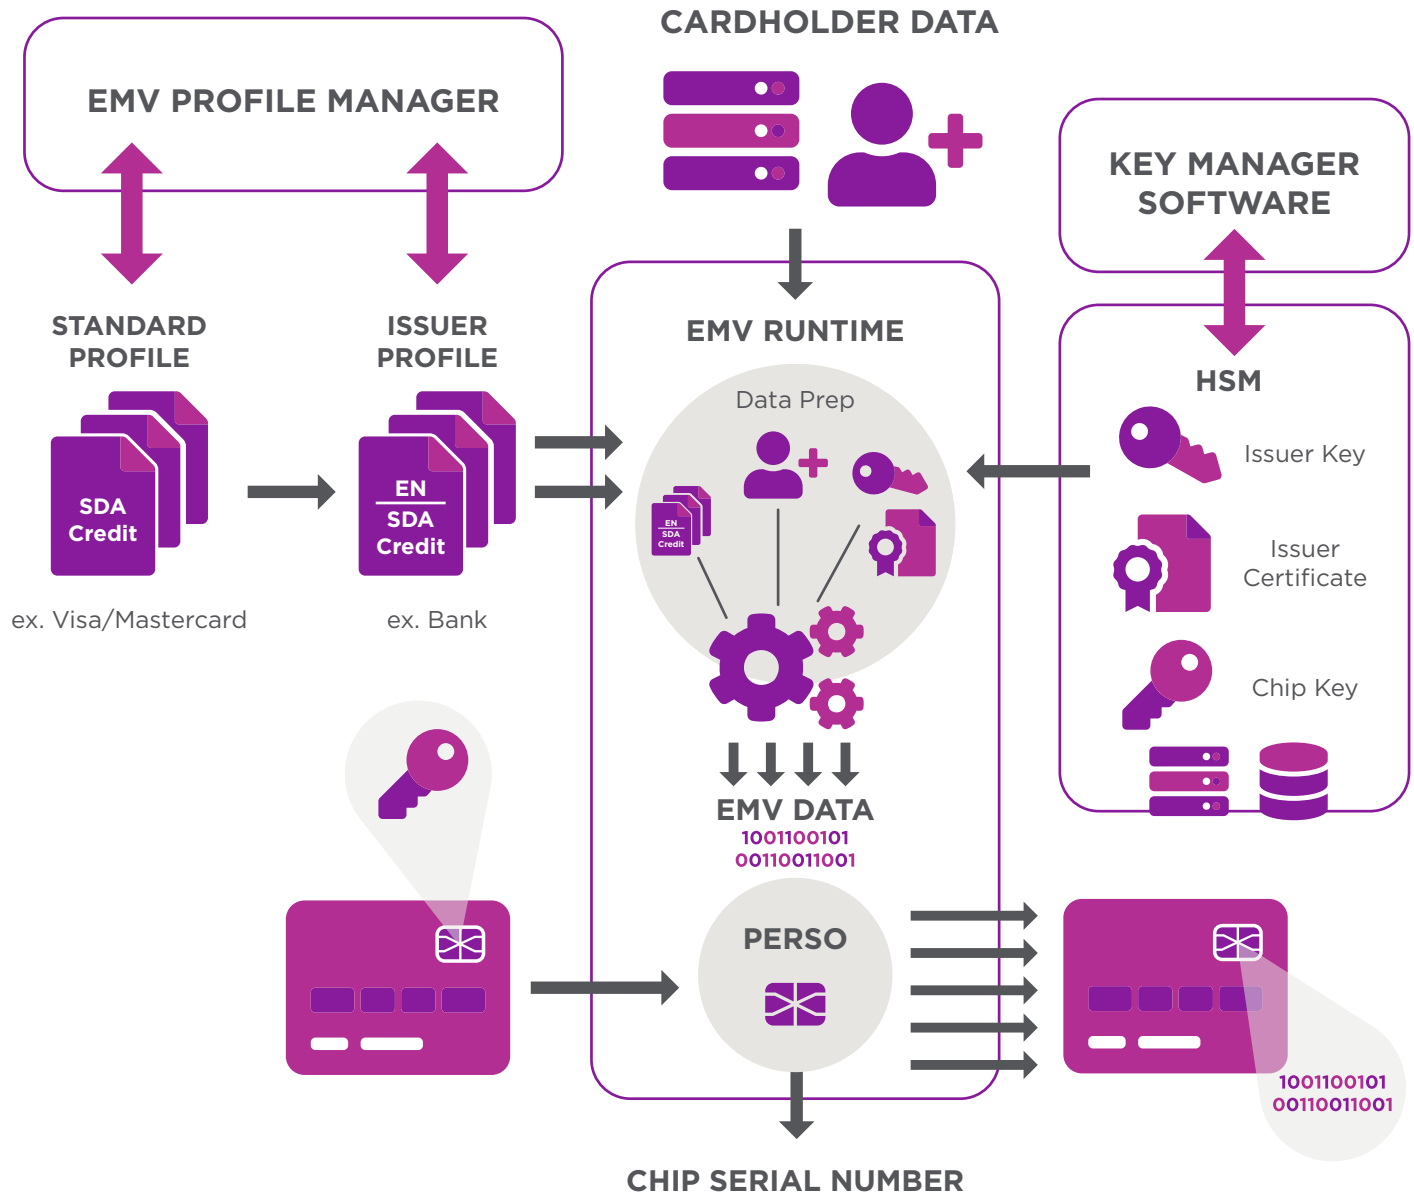 CARDHOLDER DATA
EMV PROFILE MANAGER
KEY MANAGER
SOFTWARE
STANDARD
PROFILE
ISSUER
PROFILE
EMV RUNTIME
HSM
Data Prep
SDA
Credit
EN
SDA
Credit
EN
SDA
Credit
Issuer Key
Issuer
Certificate
Chip Key
ex. Visa/Mastercard
ex. Bank
EMV DATA
1001100101
00110011001
PERSO
1001100101
00110011001
CHIP SERIAL NUMBER